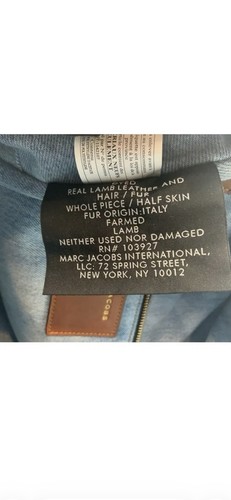 DYED
REAL LAMB LEATHER AND
HAIR / FUR
WHOLE PIECE / HALF SKIN
FUR ORIGIN:ITALY
FARMED
LAMB
NEITHER USED NOR DAMAGED
RN# 103927
MARC JACOBS INTERNATIONAL,
LLC: 72 SPRING STREET,
NEW YORK, NY 10012